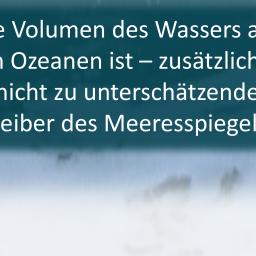 e Volumen des Wassers a
n Ozeanen ist – zusätzlich
nicht zu unterschätzende
eiber des Meeresspiegel